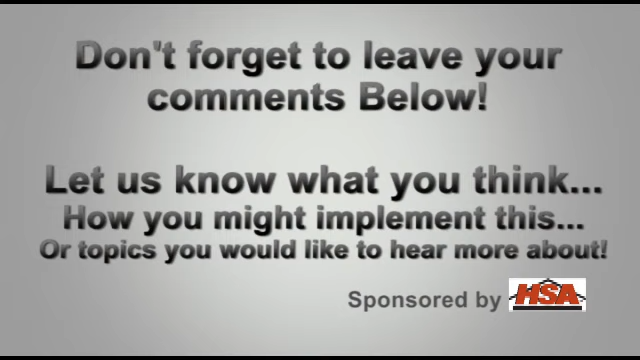 Don't forget to leave your
comments Below!
Let us know what you think...
How you might implement this...
Or topics you would like to hear more about!
Sponsored by HSA